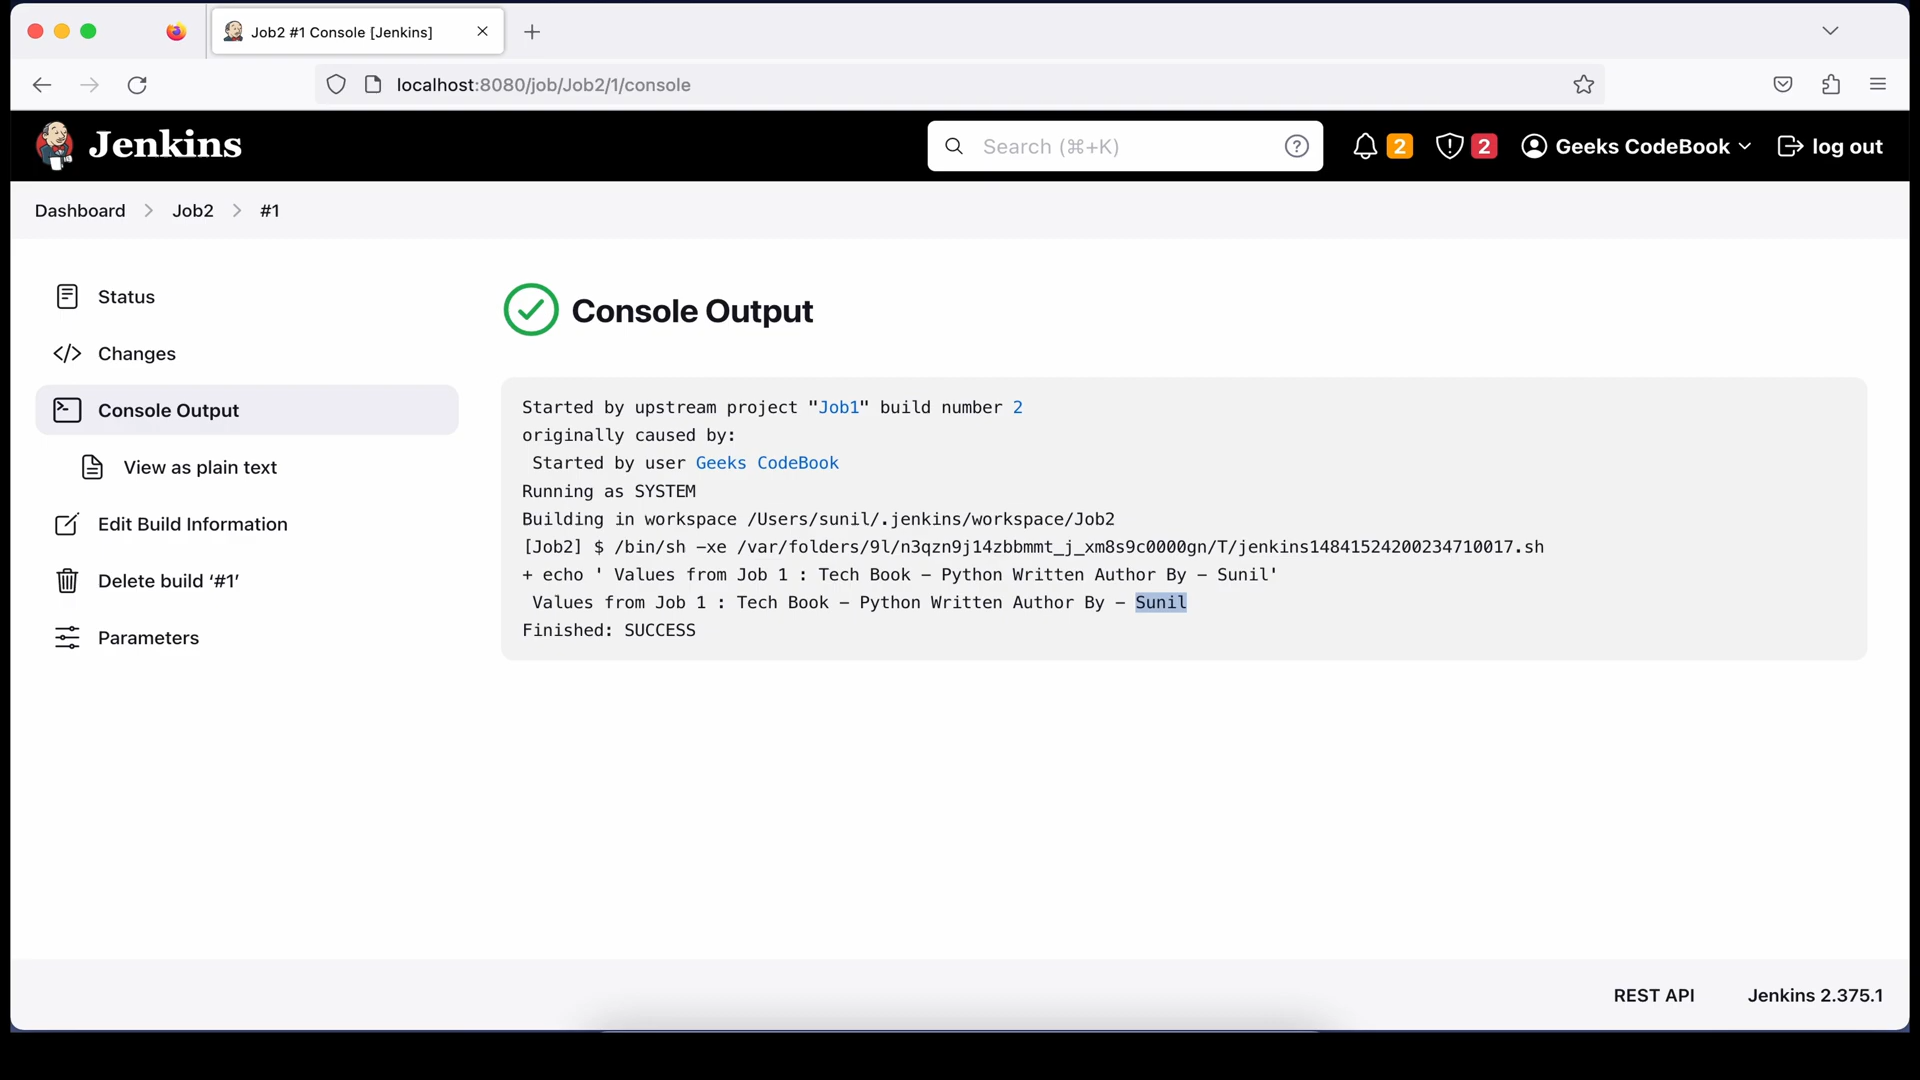 Job2 #1 Console [Jenkins]
localhost:8080/job/Job2/1/console
Jenkins
Search (⌘+K)
2
2
Geeks CodeBook
log out
Dashboard
Job2
#1
Status
Changes
Console Output
View as plain text
Edit Build Information
Delete build ‘#1’
Parameters
Console Output
Started by upstream project "Job1" build number 2
originally caused by:
Started by user Geeks CodeBook
Running as SYSTEM
Building in workspace /Users/sunil/.jenkins/workspace/Job2
[Job2] $ /bin/sh -xe /var/folders/9l/n3qzn9j14zbbmmt_j_xm8s9c0000gn/T/jenkins14841524200234710017.sh
+ echo ' Values from Job 1 : Tech Book - Python Written Author By - Sunil'
Values from Job 1 : Tech Book - Python Written Author By - Sunil
Finished: SUCCESS
REST API
Jenkins 2.375.1